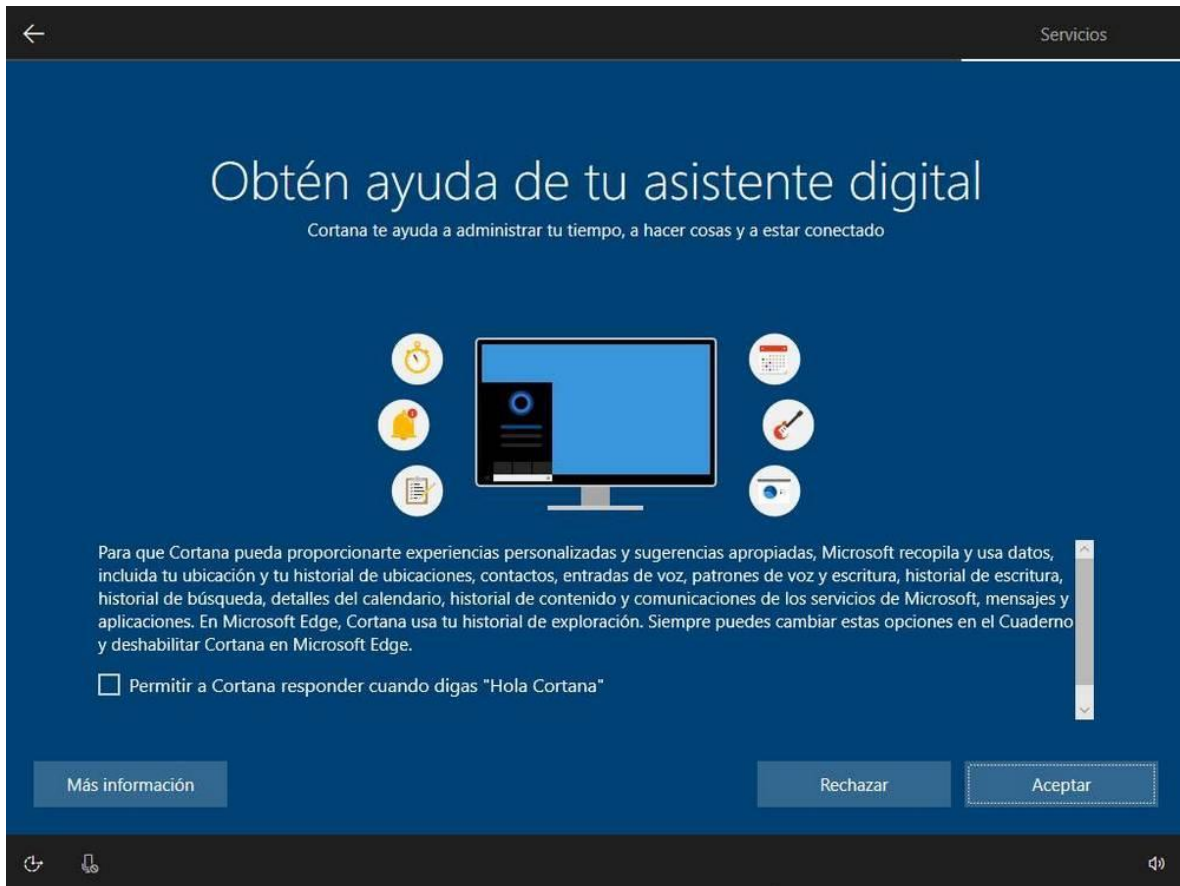 Servicios
Obtén ayuda de tu asistente digital
Cortana te ayuda a administrar tu tiempo, a hacer cosas y a estar conectado
Para que Cortana pueda proporcionarte experiencias personalizadas y sugerencias apropiadas, Microsoft recopila y usa datos,
incluida tu ubicación y tu historial de ubicaciones, contactos, entradas de voz, patrones de voz y escritura, historial de escritura,
historial de búsqueda, detalles del calendario, historial de contenido y comunicaciones de los servicios de Microsoft, mensajes y
aplicaciones. En Microsoft Edge, Cortana usa tu historial de exploración. Siempre puedes cambiar estas opciones en el Cuaderno
y deshabilitar Cortana en Microsoft Edge.
Permitir a Cortana responder cuando digas "Hola Cortana"
Más información
Rechazar
Aceptar